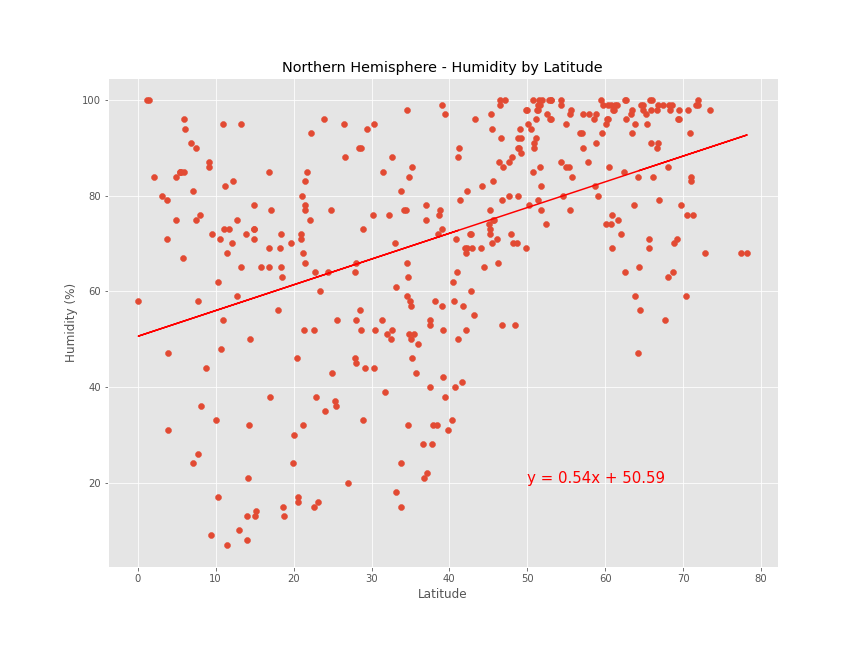 Northern Hemisphere - Humidity by Latitude
Humidity (%)
100
80
60
40
20
y = 0.54x + 50.59
0 10 20 30 40 50 60 70 80
Latitude